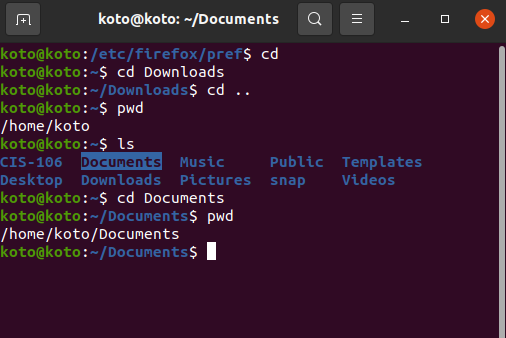 koto@koto: ~/Documents
koto@koto:/etc/firefox/pref$ cd
koto@koto:~$ cd Downloads
koto@koto:~/Downloads$ cd ..
koto@koto:~$ pwd
/home/koto
koto@koto:~$ ls
CIS-106  Documents  Music     Public  Templates
Desktop  Downloads  Pictures  snap    Videos
koto@koto:~$ cd Documents
koto@koto:~/Documents$ pwd
/home/koto/Documents
koto@koto:~/Documents$